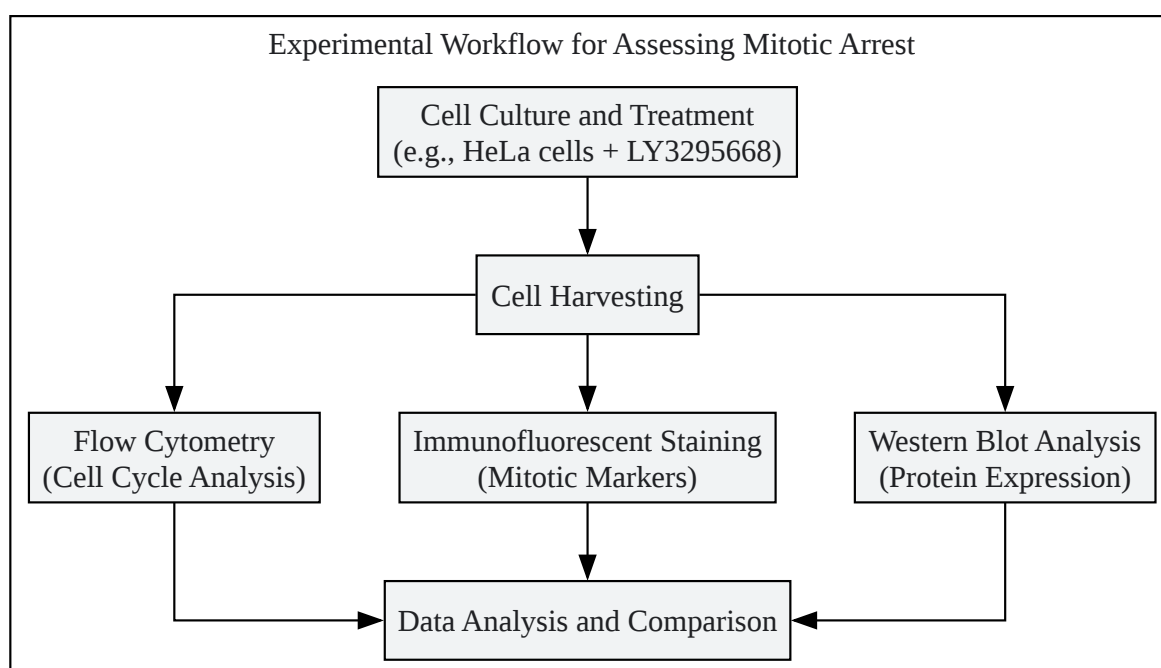 Experimental Workflow for Assessing Mitotic Arrest
Cell Culture and Treatment
(e.g., HeLa cells + LY3295668)
Cell Harvesting
Flow Cytometry
(Cell Cycle Analysis)
Immunofluorescent Staining
(Mitotic Markers)
Western Blot Analysis
(Protein Expression)
Data Analysis and Comparison